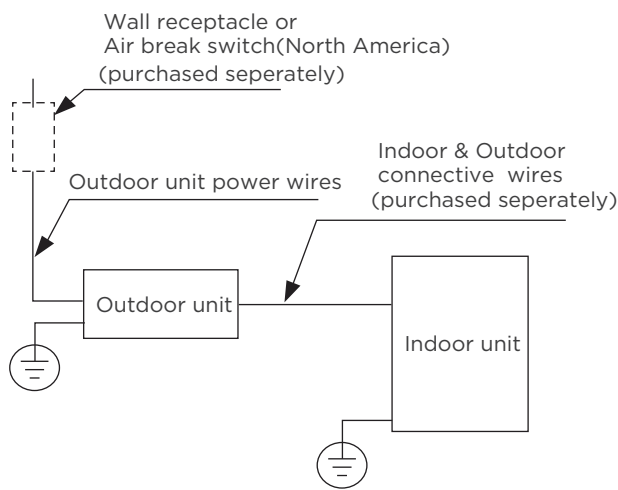 Wall receptacle or
Air break switch(North America)
(purchased seperately)
Indoer & Outdoor
connective wires
(purchased seperately)
Outdoor unit power wires
Outdoor unit
Indoor unit